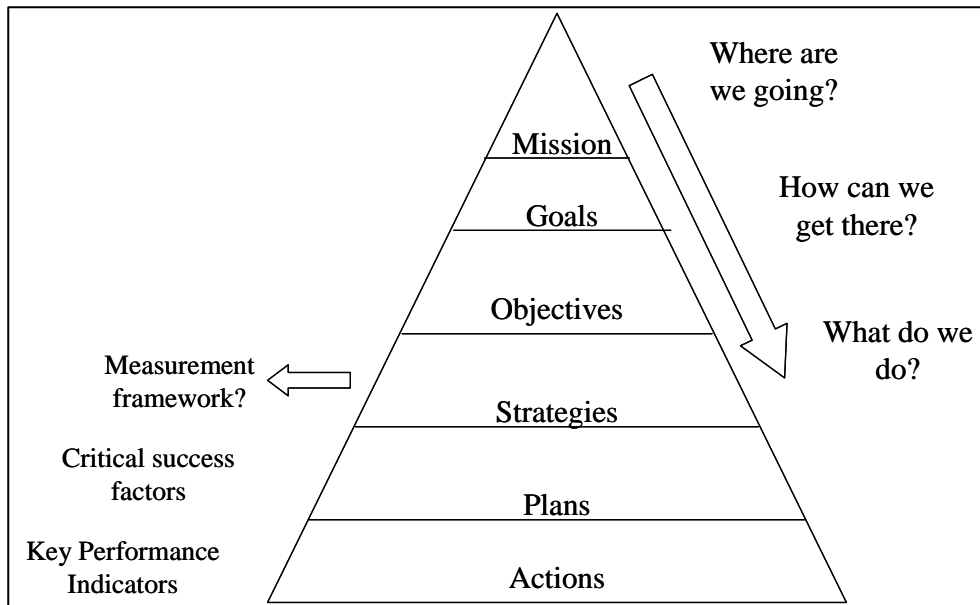 Where are
we going?
Mission
How can we
get there?
Goals
Objectives
What do we
do?
Measurement
framework?
Strategies
Critical success
factors
Plans
Key Performance
Indicators
Actions